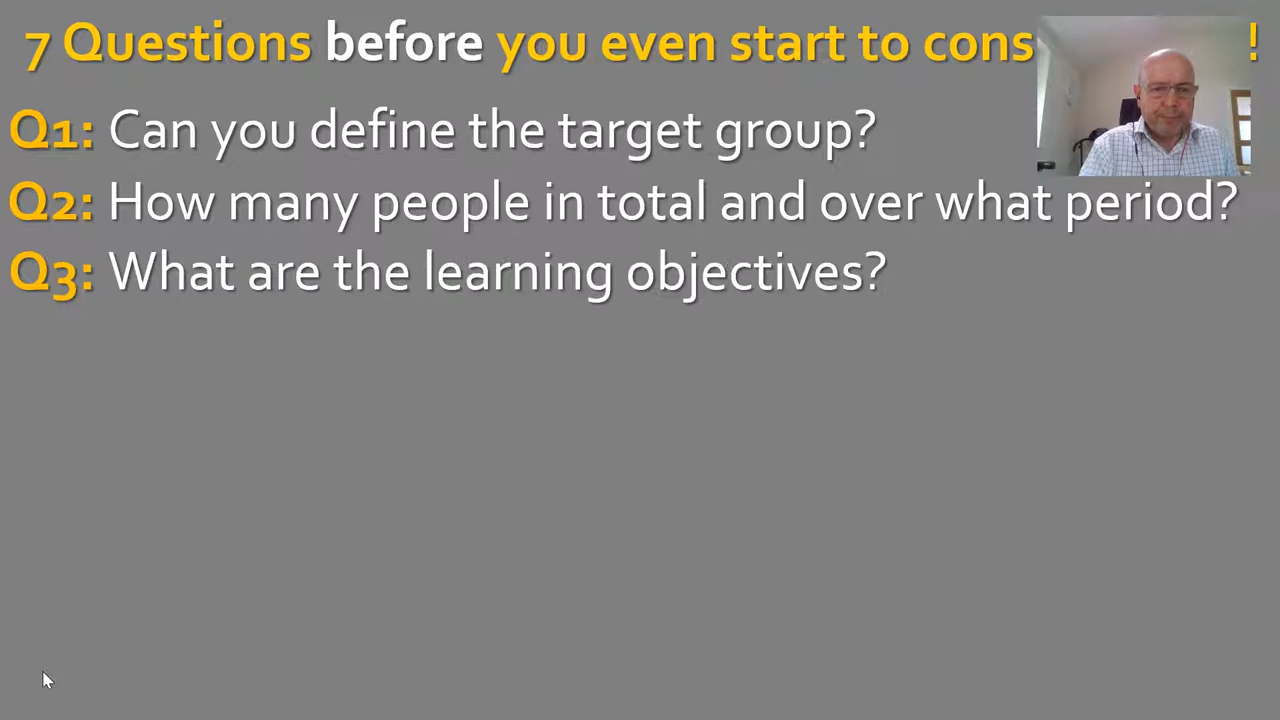 7 Questions before you even start to cons !
Q1: Can you define the target group?
Q2: How many people in total and over what period?
Q3: What are the learning objectives?